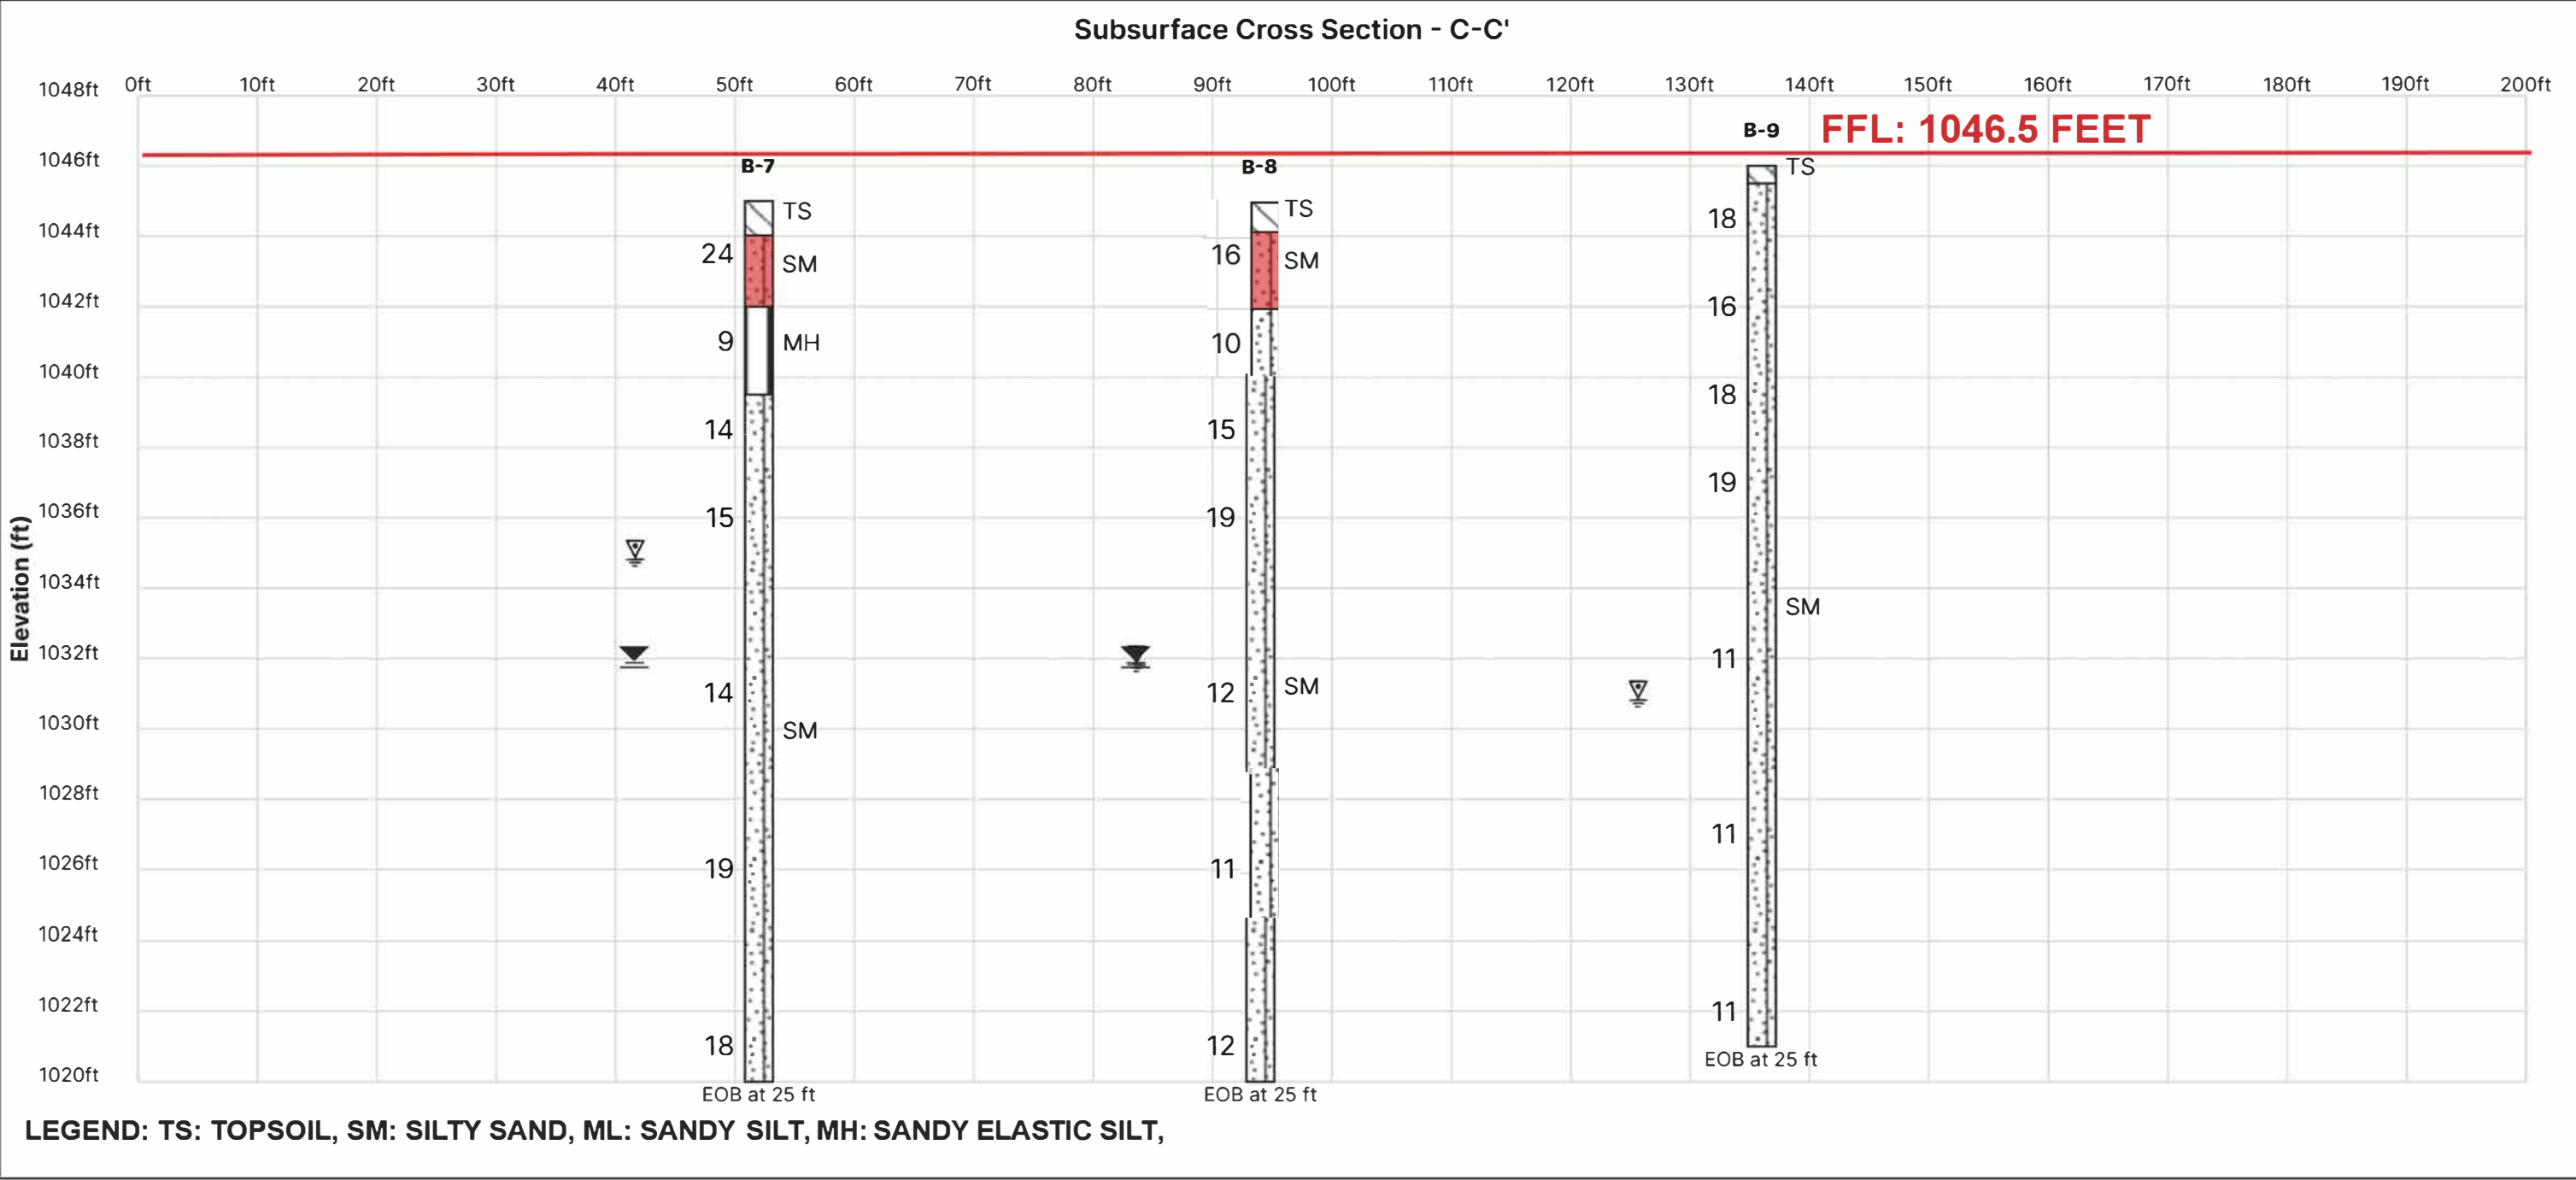 Subsurface Cross Section - C-C'
0ft 10ft 20ft 30ft 40ft 50ft 60ft 70ft 80ft 90ft 100ft 110ft 120ft 130ft 140ft 150ft 160ft 170ft 180ft 190ft 200ft
1048ft
B-9 FFL: 1046.5 FEET
1046ft B-7 B-8 TS
TS TS
18
1044ft
24 SM 16 SM
1042ft 16
9 MH 10
1040ft
18
14 15
1038ft
19
1036ft 15 19
1034ft
SM
Elevation (ft)
1032ft 11
14 12 SM
1030ft SM
1028ft
11
1026ft 19 11
1024ft
1022ft 11
18 12
EOB at 25 ft
1020ft
EOB at 25 ft EOB at 25 ft
LEGEND: TS: TOPSOIL, SM: SILTY SAND, ML: SANDY SILT, MH: SANDY ELASTIC SILT,